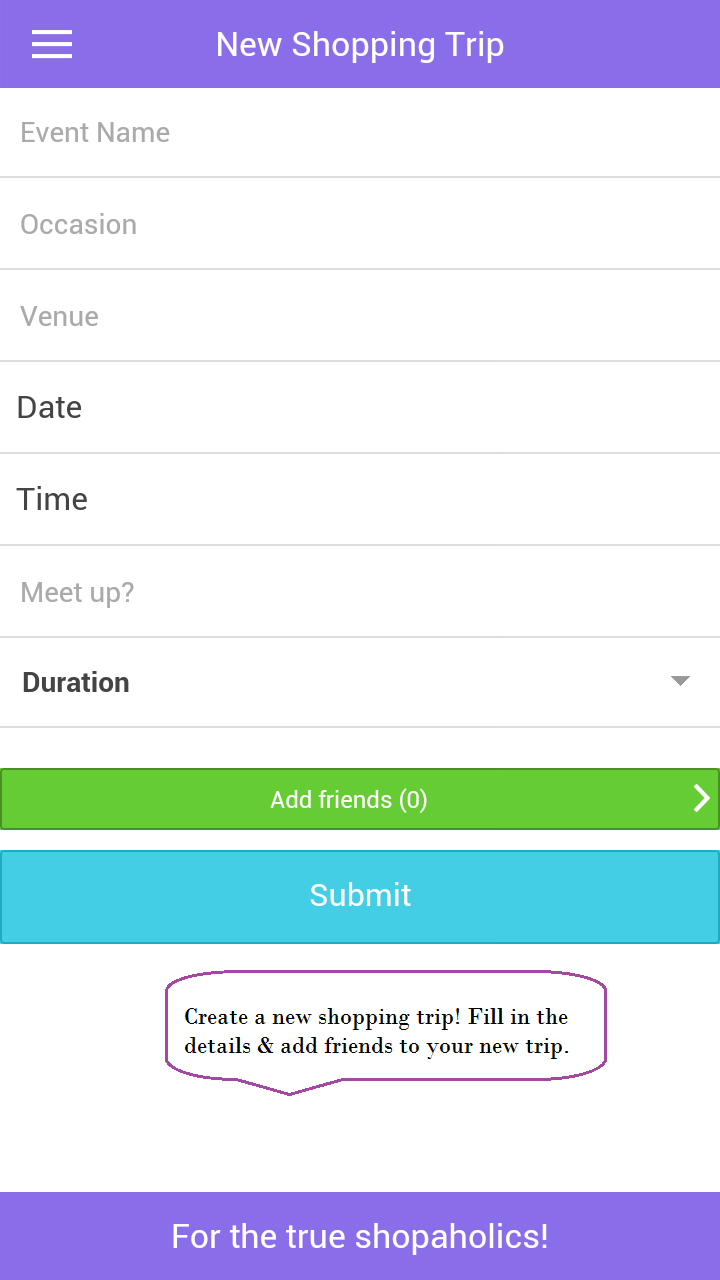 New Shopping Trip
Event Name
Occasion
Venue
Date
Time
Meet up?
Duration
Add friends (0)
Submit
Create a new shopping trip! Fill in the
details & add friends to your new trip.
For the true shopaholics!